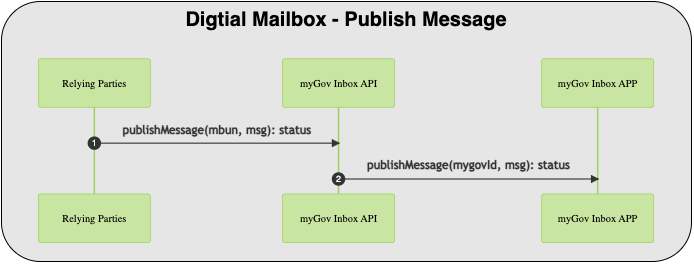 Digtial Mailbox - Publish Message
Relying Parties
myGov Inbox API
myGov Inbox APP
publishMessage(mbun, msg): status
1
publishMessage(mygovId, msg): status
2
Relying Parties
myGov Inbox API
myGov Inbox APP